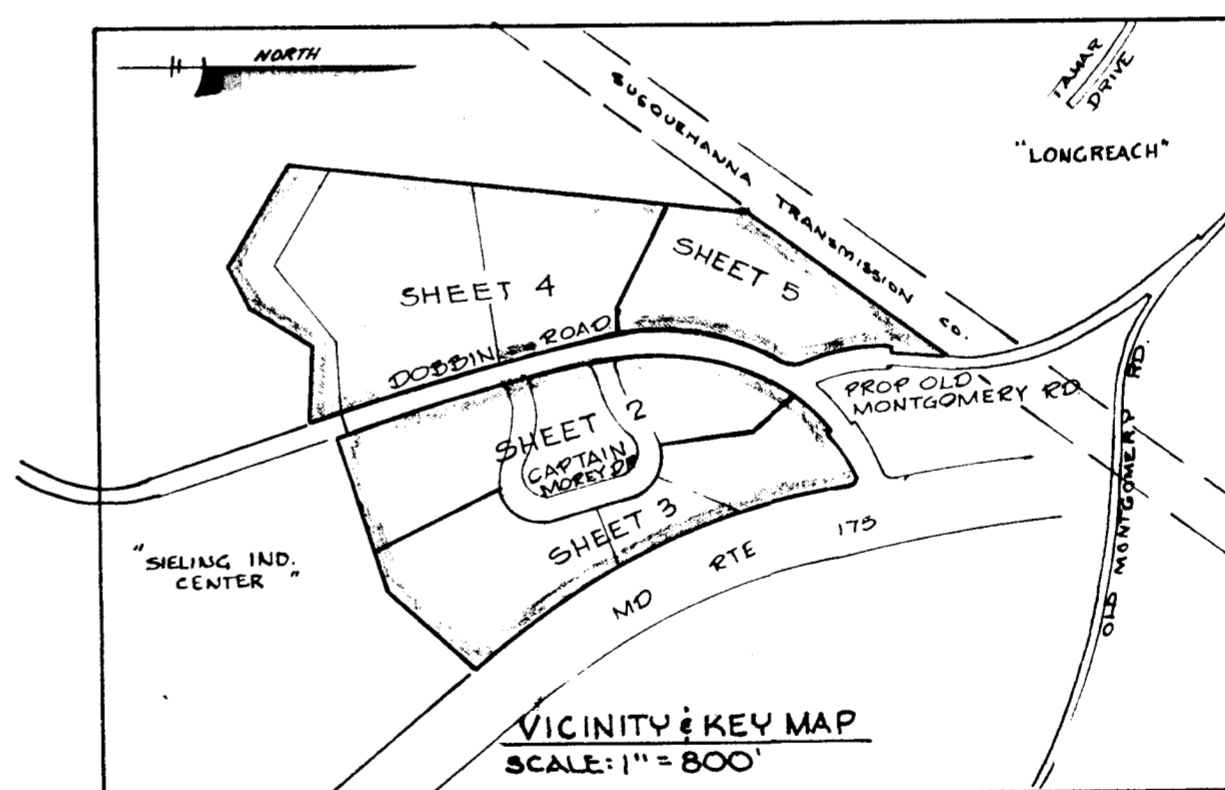 NORTH
TAMAR
DRIVE
"LONGREACH"
SUSQUEHANNA TRANSMISSION CO.
SHEET 5
SHEET 4
DOBBIN ROAD
PROP OLD
MONTGOMERY RD.
SHEET 2
CAPTAIN
MOREY DR
SHEET 3
OLD MONTGOMERY RD.
MD RTE 175
"SIELING IND.
CENTER"
VICINITY & KEY MAP
SCALE: 1" = 800'